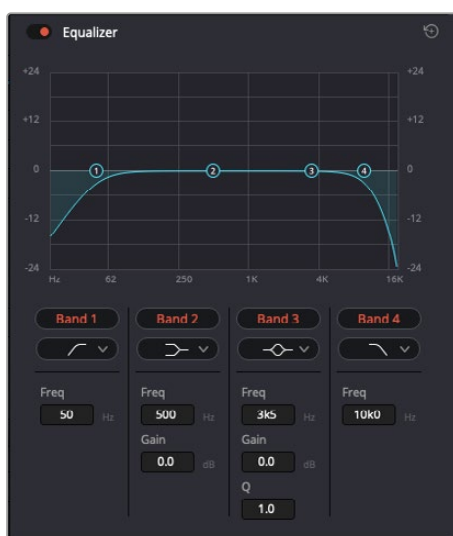 Equalizer
+24 +24
+12 +12
0 1 2 3 4 0
-12 -12
-24 -24
Hz 62 250 1K 4K 16K
Band 1 Band 2 Band 3 Band 4
Freq Freq Freq Freq
50 Hz 500 Hz 3k5 Hz 10k0 Hz
Gain Gain
0.0 dB 0.0 dB
Q
1.0